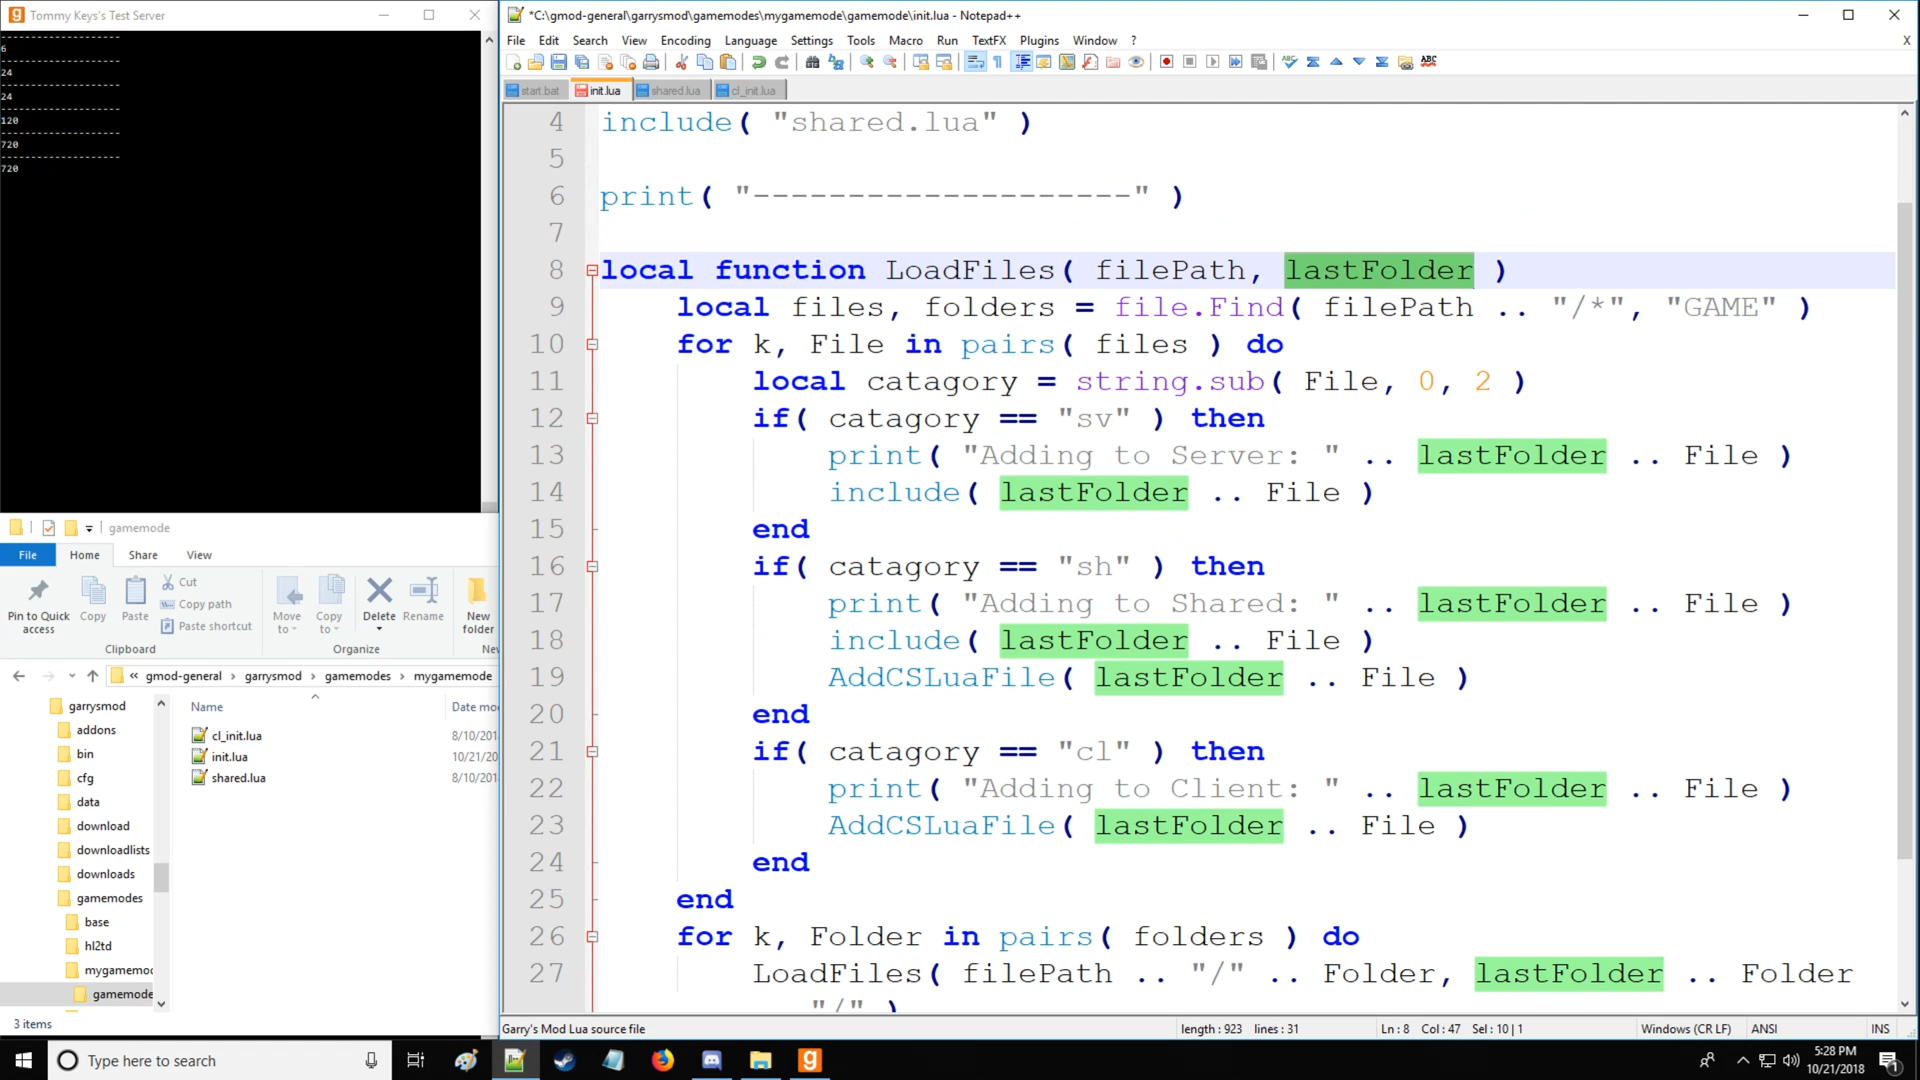 Tommy Keys's Test Server
--------------------
6
--------------------
24
--------------------
24
--------------------
120
--------------------
720
--------------------
720
gamemode
File Home Share View
Pin to Quick access
Copy
Paste
Cut
Copy path
Paste shortcut
Move to
Copy to
Delete
Rename
New folder
Clipboard
Organize
« gmod-general › garrysmod › gamemodes › mygamemode
garrysmod
addons
bin
cfg
data
download
downloadlists
downloads
gamemodes
base
hl2td
mygamemo
gamemode
Name
cl_init.lua 8/10/201
init.lua 10/21/20
shared.lua 8/10/201
3 items
*C:\gmod-general\garrysmod\gamemodes\mygamemode\gamemode\init.lua - Notepad++
File Edit Search View Encoding Language Settings Tools Macro Run TextFX Plugins Window ?
X
ABC ABC
start.bat init.lua shared.lua cl_init.lua
4 include( "shared.lua" )
5
6 print( "--------------------" )
7
8 local function LoadFiles( filePath, lastFolder )
9 local files, folders = file.Find( filePath .. "/*", "GAME" )
10 for k, File in pairs( files ) do
11 local catagory = string.sub( File, 0, 2 )
12 if( catagory == "sv" ) then
13 print( "Adding to Server: " .. lastFolder .. File )
14 include( lastFolder .. File )
15 end
16 if( catagory == "sh" ) then
17 print( "Adding to Shared: " .. lastFolder .. File )
18 include( lastFolder .. File )
19 AddCSLuaFile( lastFolder .. File )
20 end
21 if( catagory == "cl" ) then
22 print( "Adding to Client: " .. lastFolder .. File )
23 AddCSLuaFile( lastFolder .. File )
24 end
25 end
26 for k, Folder in pairs( folders ) do
27 LoadFiles( filePath .. "/" .. Folder, lastFolder .. Folder
"/" )
Garry's Mod Lua source file length : 923 lines : 31 Ln : 8 Col : 47 Sel : 10 | 1 Windows (CR LF) ANSI INS
Type here to search
5:28 PM
10/21/2018
1